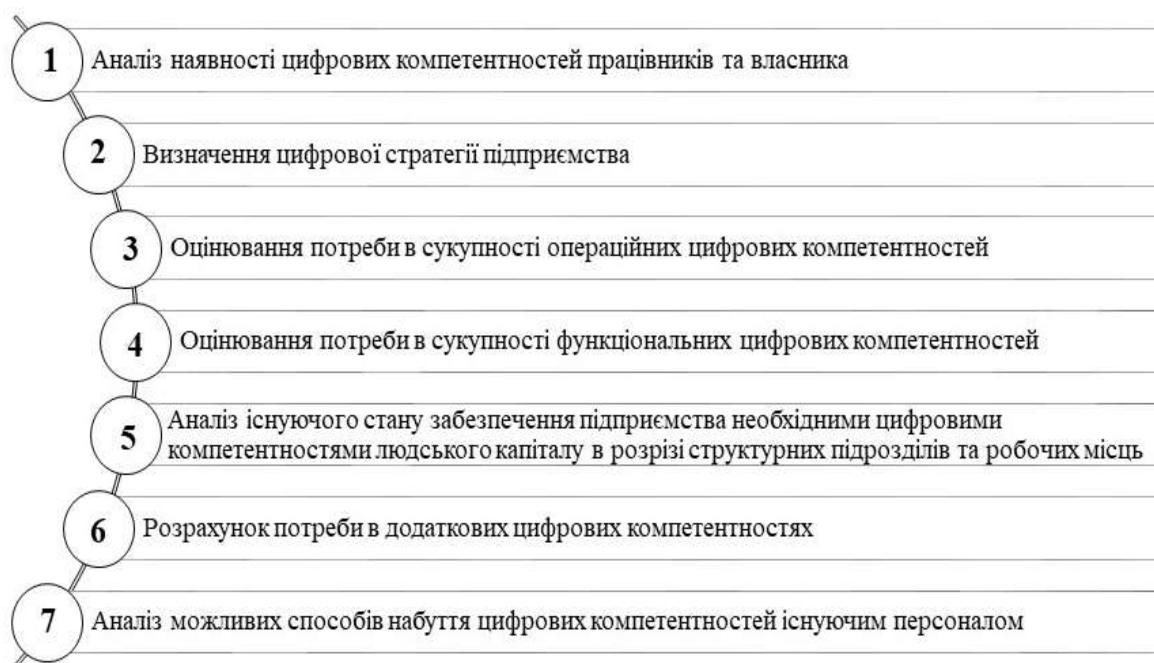 1
Аналіз наявності цифрових компетентностей працівників та власника
2
Визначення цифрової стратегії підприємства
3
Оцінювання потреби в сукупності операційних цифрових компетентностей
4
Оцінювання потреби в сукупності функціональних цифрових компетентностей
5
Аналіз існуючого стану забезпечення підприємства необхідними цифровими
компетентностями людського капіталу в розрізі структурних підрозділів та робочих місць
6
Розрахунок потреби в додаткових цифрових компетентностях
7
Аналіз можливих способів набуття цифрових компетентностей існуючим персоналом